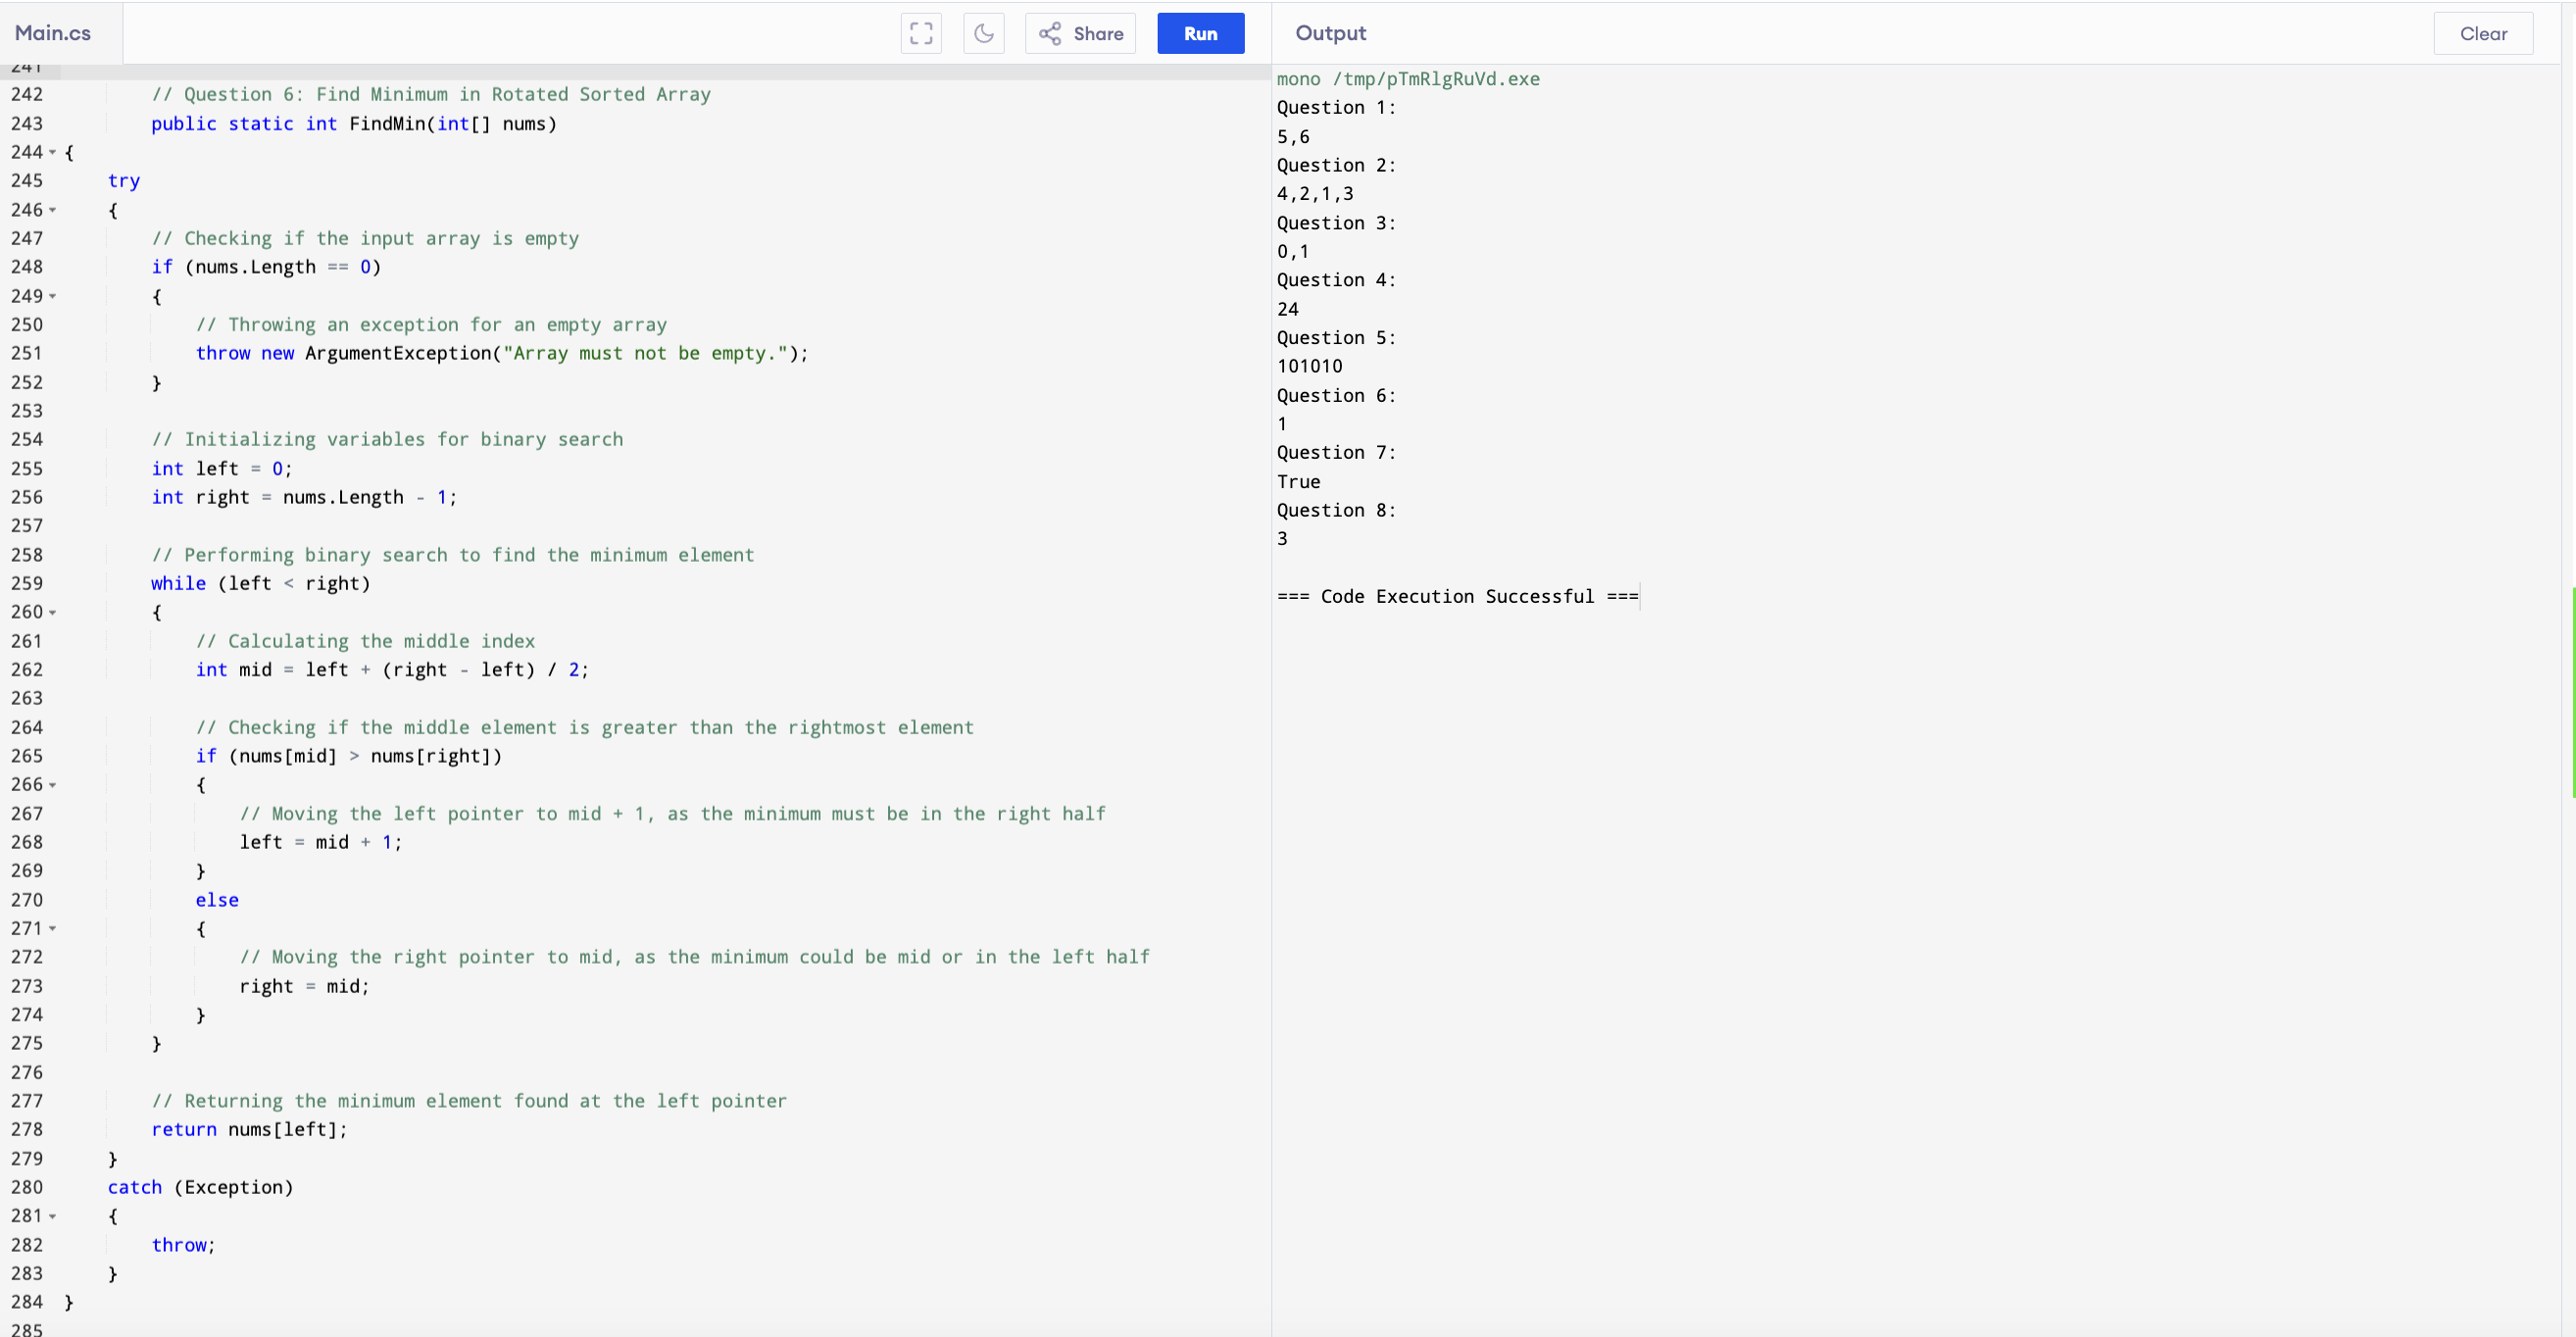 Main.cs
Share
Run
Output
Clear
241
242 // Question 6: Find Minimum in Rotated Sorted Array
243 public static int FindMin(int[] nums)
244 {
245 try
246 {
247 // Checking if the input array is empty
248 if (nums.Length == 0)
249 {
250 // Throwing an exception for an empty array
251 throw new ArgumentException("Array must not be empty.");
252 }
253
254 // Initializing variables for binary search
255 int left = 0;
256 int right = nums.Length - 1;
257
258 // Performing binary search to find the minimum element
259 while (left < right)
260 {
261 // Calculating the middle index
262 int mid = left + (right - left) / 2;
263
264 // Checking if the middle element is greater than the rightmost element
265 if (nums[mid] > nums[right])
266 {
267 // Moving the left pointer to mid + 1, as the minimum must be in the right half
268 left = mid + 1;
269 }
270 else
271 {
272 // Moving the right pointer to mid, as the minimum could be mid or in the left half
273 right = mid;
274 }
275 }
276
277 // Returning the minimum element found at the left pointer
278 return nums[left];
279 }
280 catch (Exception)
281 {
282 throw;
283 }
284 }
285
mono /tmp/pTmRlgRuVd.exe
Question 1:
5,6
Question 2:
4,2,1,3
Question 3:
0,1
Question 4:
24
Question 5:
101010
Question 6:
1
Question 7:
True
Question 8:
3
=== Code Execution Successful ===